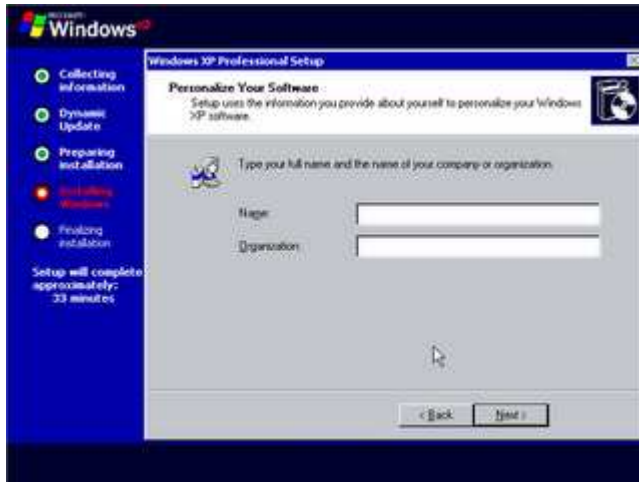 Microsoft
Windows xp
Collecting
information
Dynamic
Update
Preparing
installation
Installing
Windows
Finalizing
installation
Setup will complete
approximately:
33 minutes
Windows XP Professional Setup
Personalize Your Software
Setup uses the information you provide about yourself to personalize your Windows
XP software.
Type your full name and the name of your company or organization.
Name:
Organization:
< Back
Next >